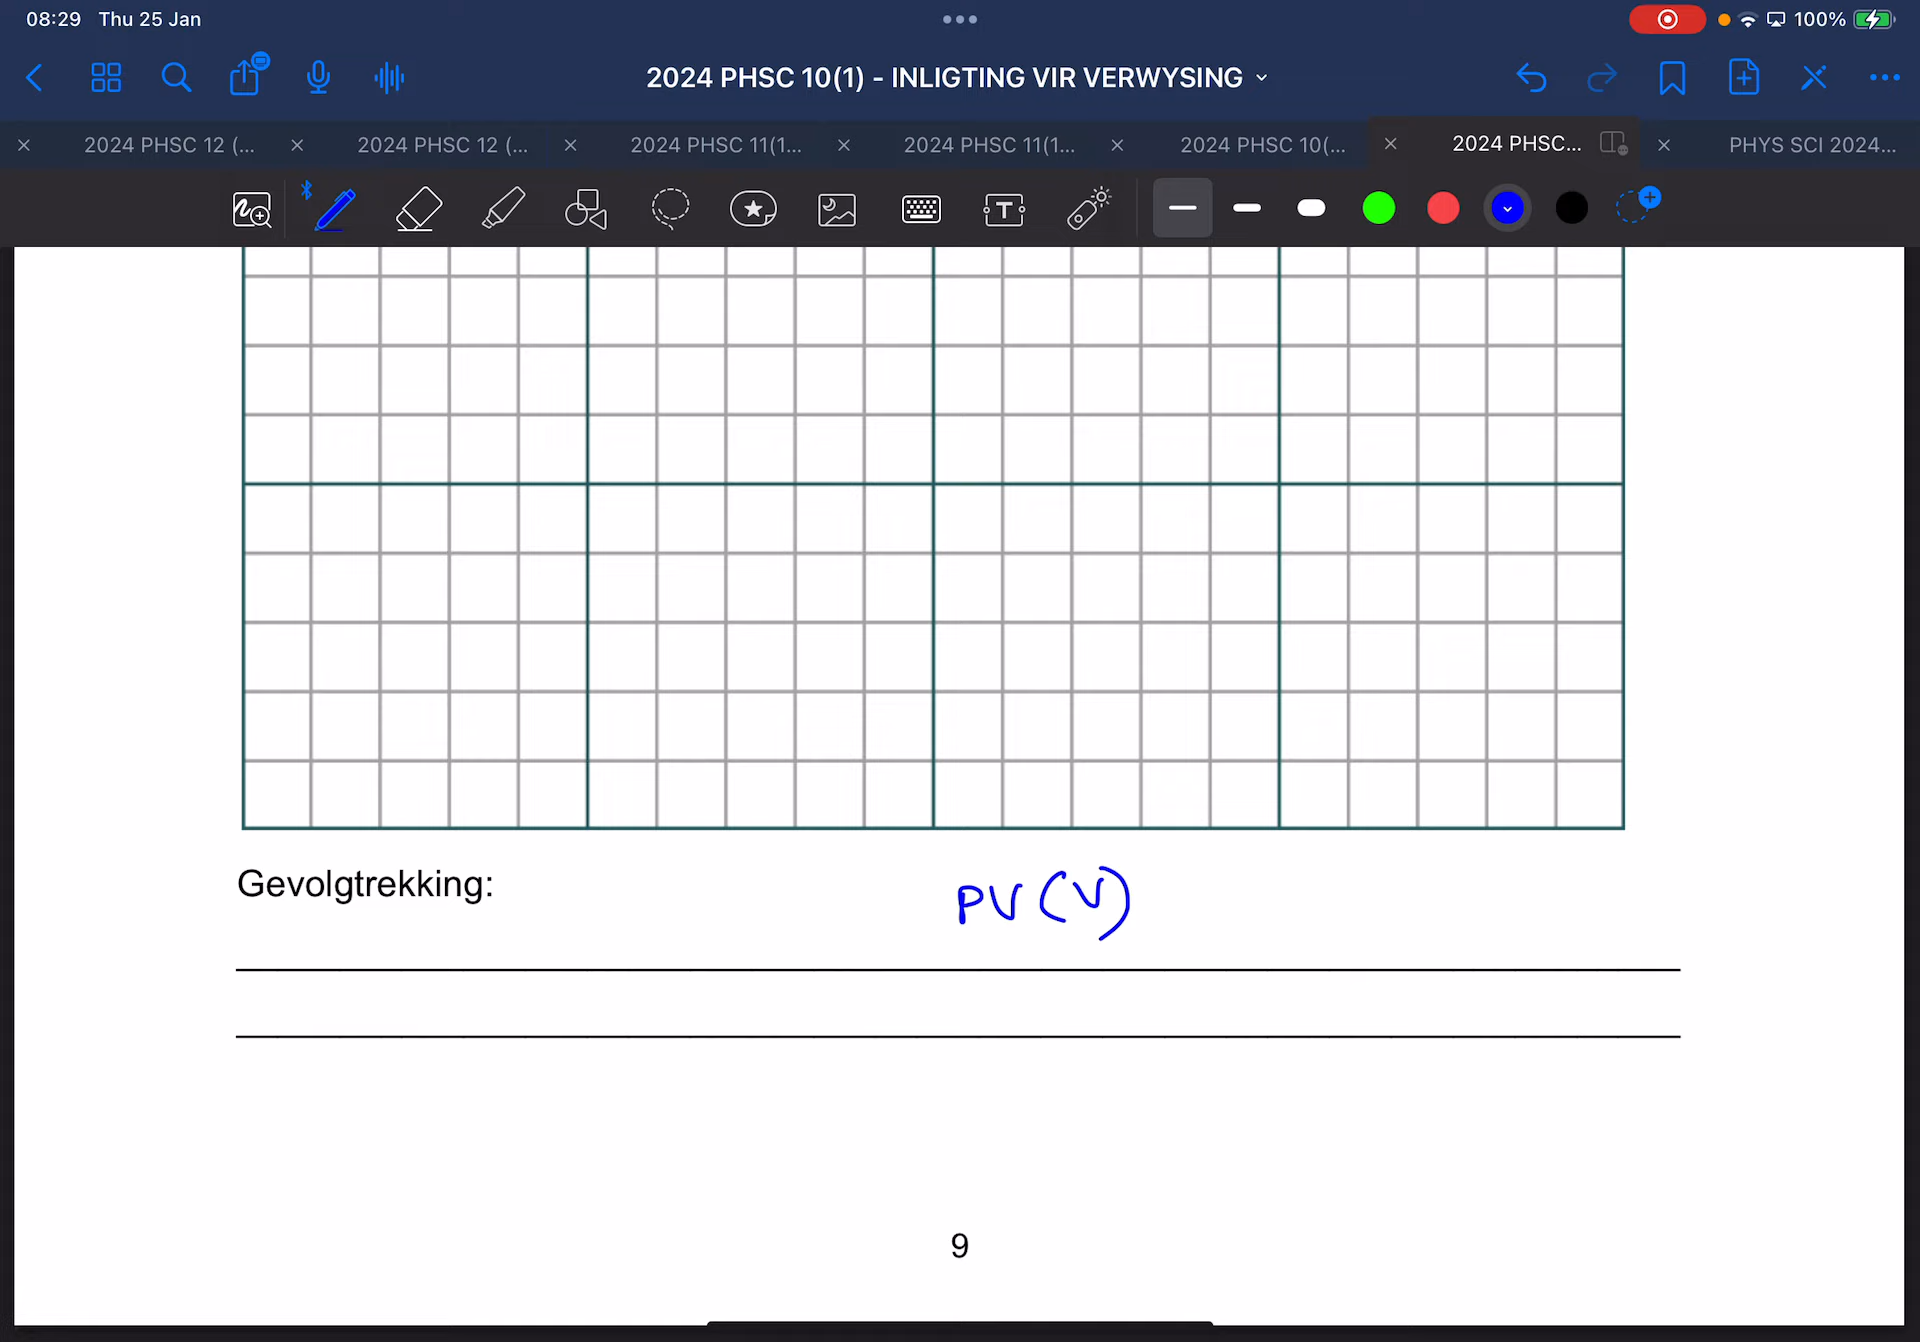 08:29 Thu 25 Jan
100%
2024 PHSC 10(1) - INLIGTING VIR VERWYSING
2024 PHSC 12 (... 2024 PHSC 12 (... 2024 PHSC 11(1... 2024 PHSC 11(1... 2024 PHSC 10(... 2024 PHSC... PHYS SCI 2024...
Gevolgtrekking:
PV (V)
9